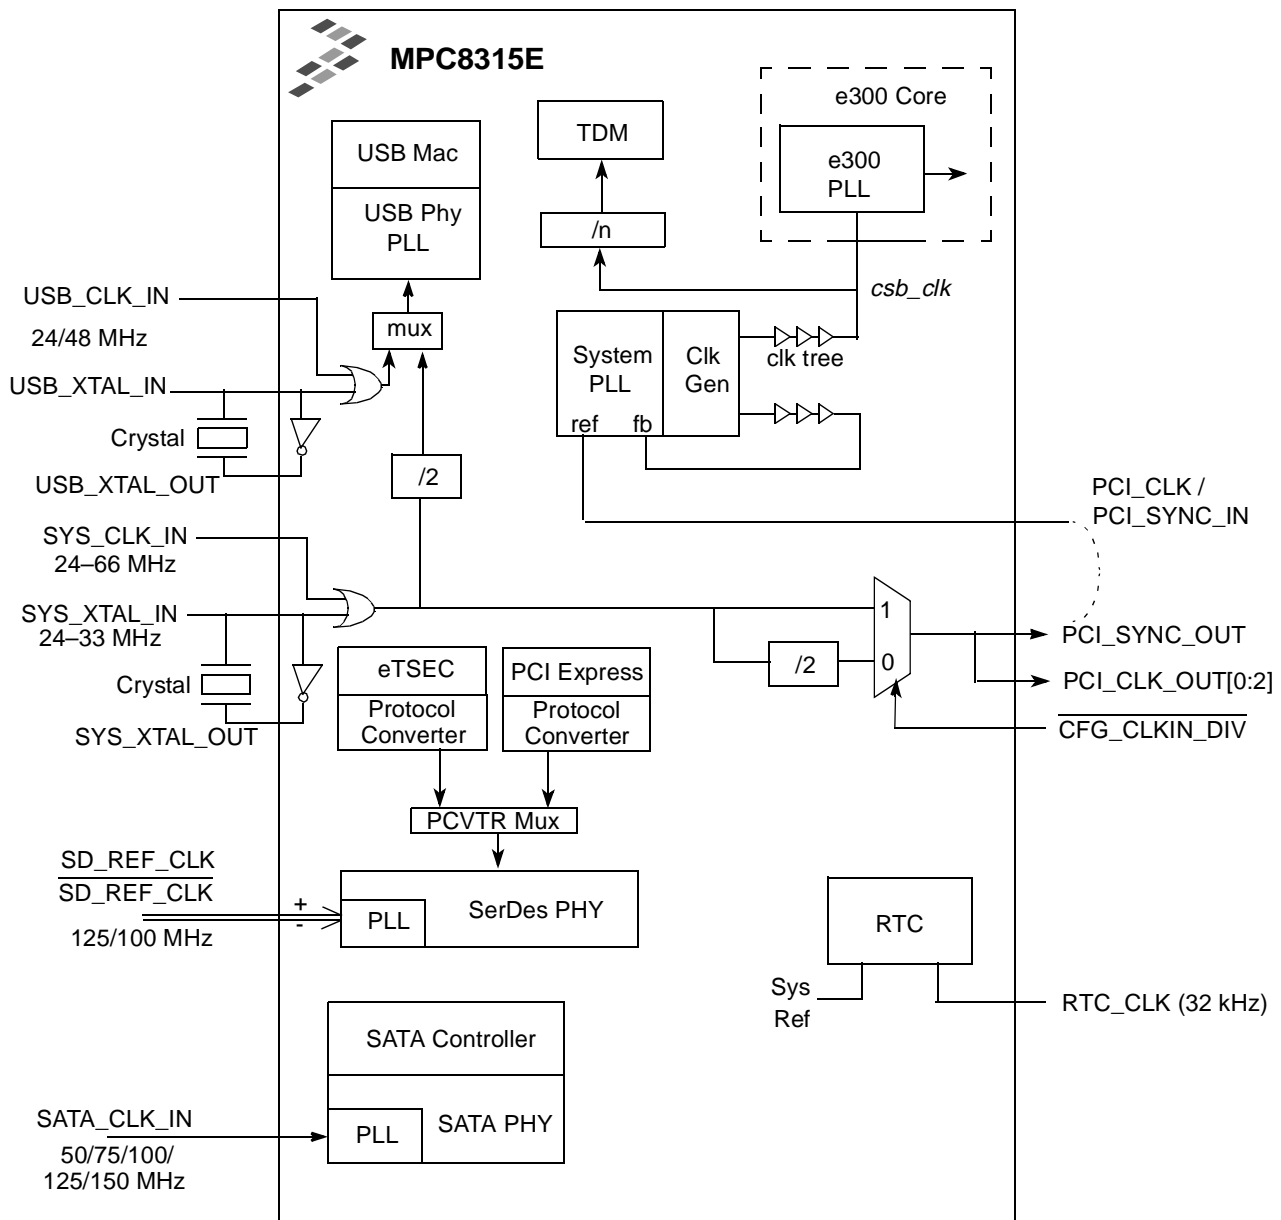 MPC8315E
e300 Core
e300
PLL
TDM
/n
USB Mac
USB Phy
PLL
mux
csb_clk
USB_CLK_IN
24/48 MHz
USB_XTAL_IN
Crystal
USB_XTAL_OUT
System
PLL
ref
fb
Clk
Gen
clk tree
/2
PCI_CLK /
PCI_SYNC_IN
SYS_CLK_IN
24–66 MHz
SYS_XTAL_IN
24–33 MHz
Crystal
SYS_XTAL_OUT
1
0
/2
PCI_SYNC_OUT
PCI_CLK_OUT[0:2]
CFG_CLKIN_DIV
eTSEC
Protocol
Converter
PCI Express
Protocol
Converter
PCVTR Mux
SD_REF_CLK
SD_REF_CLK
125/100 MHz
+
-
PLL
SerDes PHY
RTC
Sys
Ref
RTC_CLK (32 kHz)
SATA Controller
SATA PHY
PLL
SATA_CLK_IN
50/75/100/
125/150 MHz